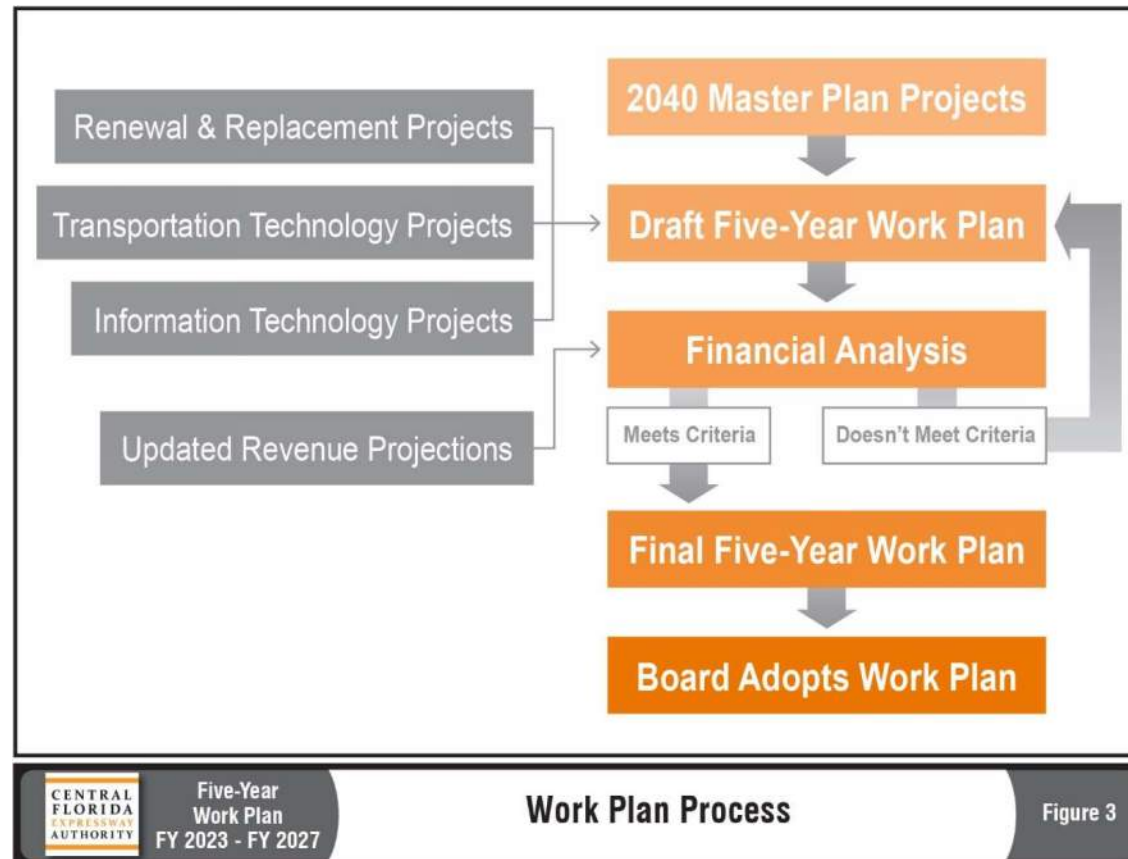 2040 Master Plan Projects
Renewal & Replacement Projects
Transportation Technology Projects
Information Technology Projects
Draft Five-Year Work Plan
Updated Revenue Projections
Financial Analysis
Meets Criteria
Doesn't Meet Criteria
Final Five-Year Work Plan
Board Adopts Work Plan
CENTRAL
FLORIDA
EXPRESSWAY
AUTHORITY
Five-Year
Work Plan
FY 2023 - FY 2027
Work Plan Process
Figure 3